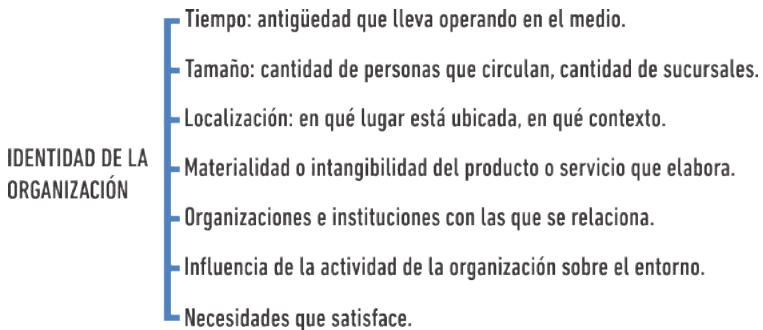 Tiempo: antigüedad que lleva operando en el medio.
Tamaño: cantidad de personas que circulan, cantidad de sucursales.
Localización: en qué lugar está ubicada, en qué contexto.
IDENTIDAD DE LA
ORGANIZACIÓN
Materialidad o intangibilidad del producto o servicio que elabora.
Organizaciones e instituciones con las que se relaciona.
Influencia de la actividad de la organización sobre el entorno.
Necesidades que satisface.